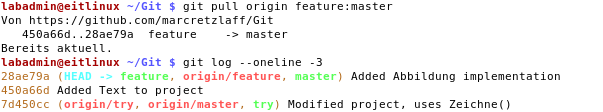 labadmin@eitlinux ~/Git $ git pull origin feature:master
Von https://github.com/marcretzlaff/Git
   450a66d..28ae79a  feature    -> master
Bereits aktuell.
labadmin@eitlinux ~/Git $ git log --oneline -3
28ae79a (HEAD -> feature, origin/feature, master) Added Abbildung implementation
450a66d Added Text to project
7d450cc (origin/try, origin/master, try) Modified project, uses Zeichne()